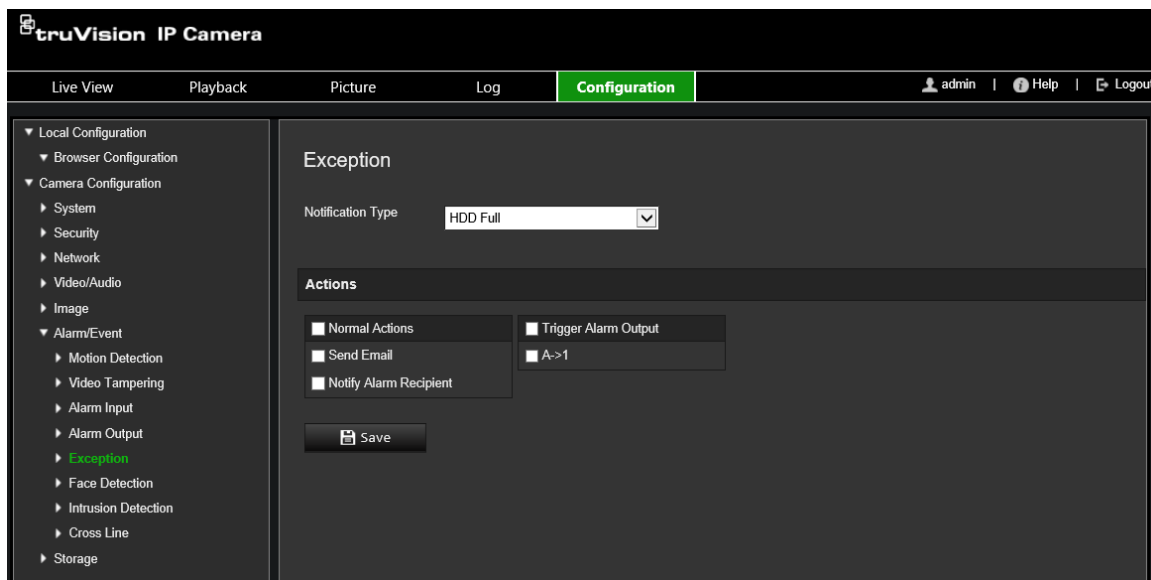 truVision IP Camera
Live View Playback Picture Log Configuration admin | Help | Logout
Local Configuration
Browser Configuration
Camera Configuration
System
Security
Network
Video/Audio
Image
Alarm/Event
Motion Detection
Video Tampering
Alarm Input
Alarm Output
Exception
Face Detection
Intrusion Detection
Cross Line
Storage
Exception
Notification Type HDD Full
Actions
Normal Actions Trigger Alarm Output
Send Email A->1
Notify Alarm Recipient
Save